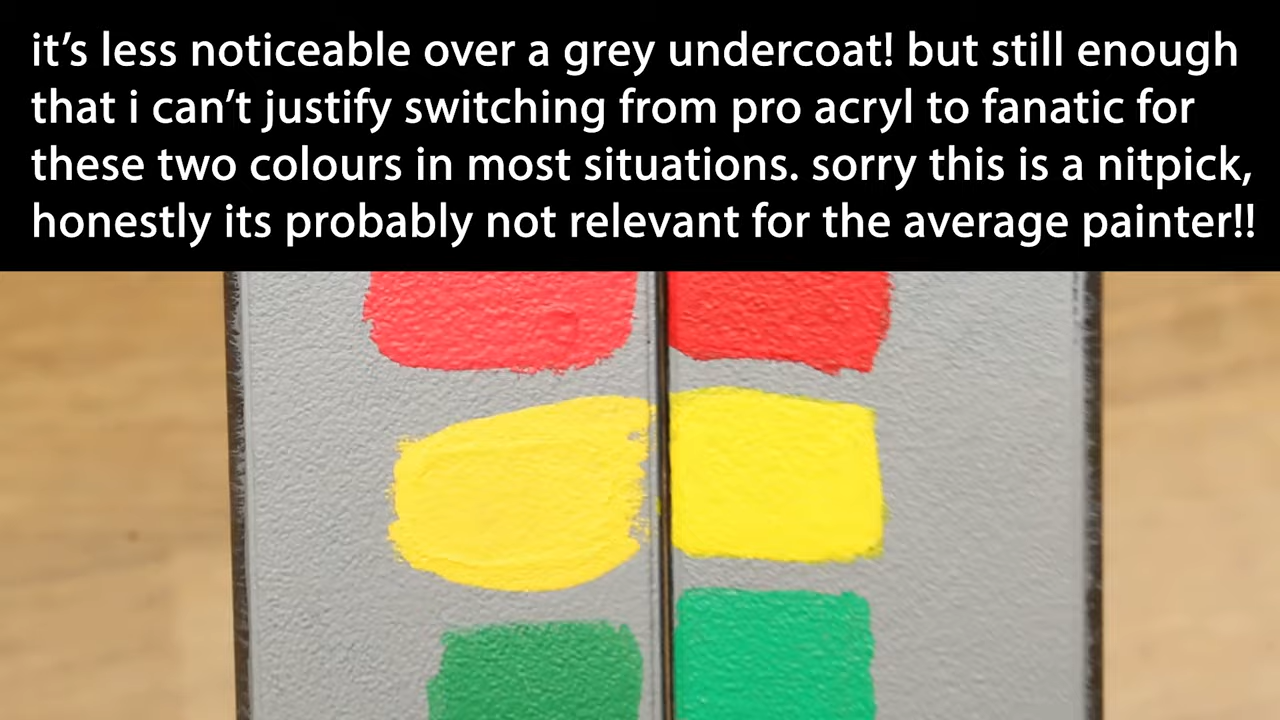 it’s less noticeable over a grey undercoat! but still enough
that i can’t justify switching from pro acryl to fanatic for
these two colours in most situations. sorry this is a nitpick,
honestly its probably not relevant for the average painter!!